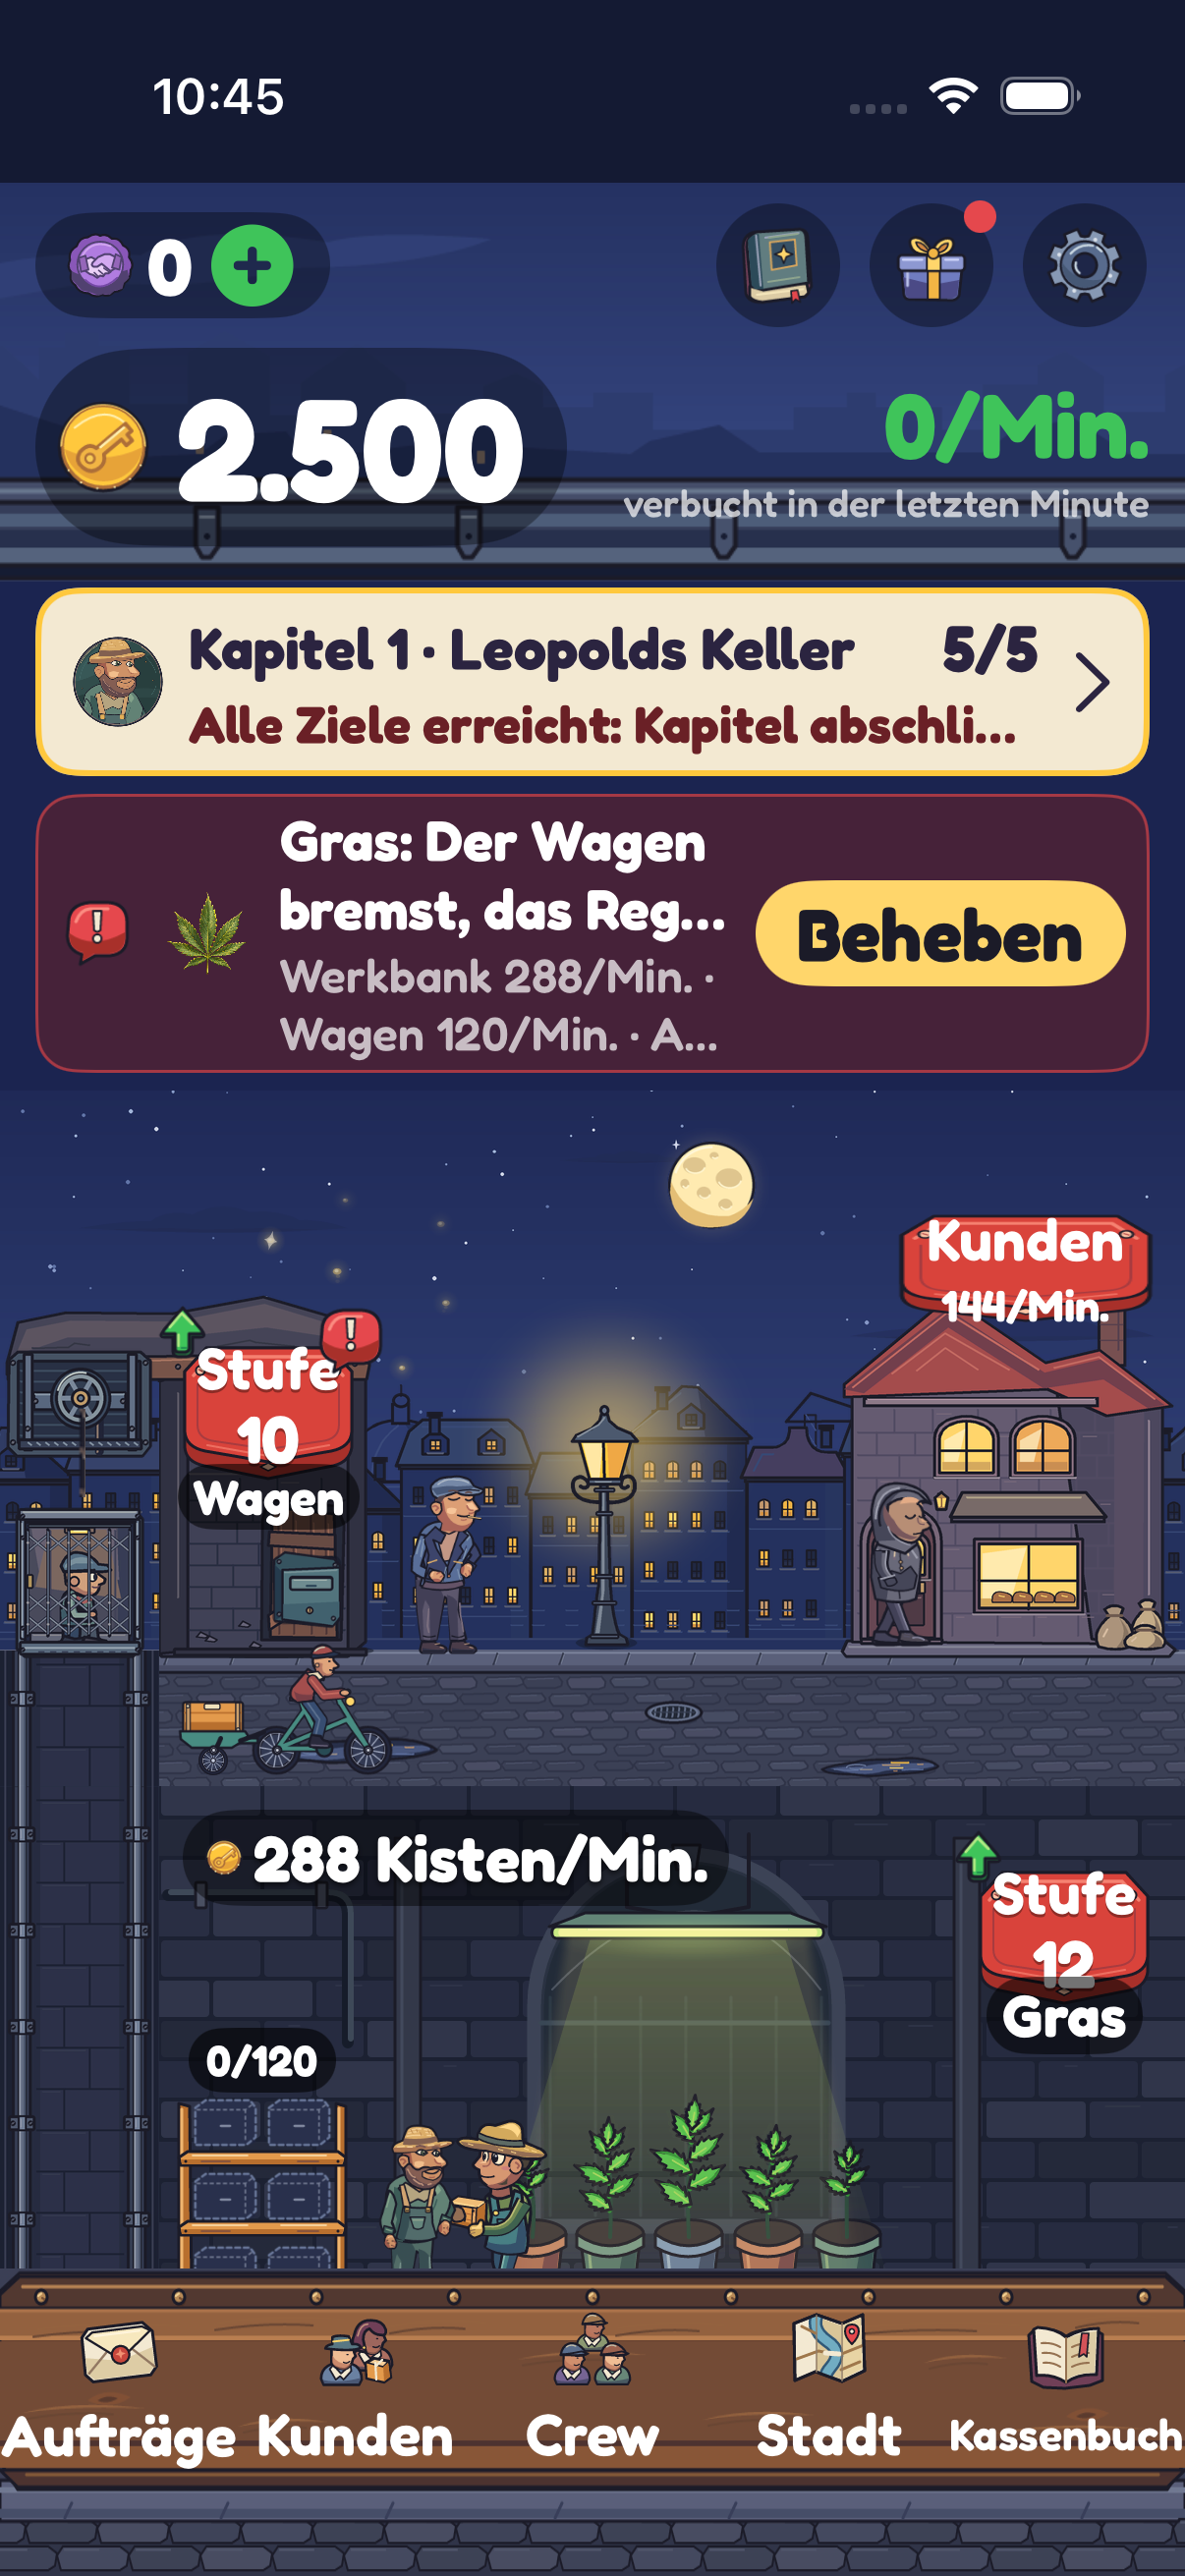 10:45
0
2.500
0/Min.
verbucht in der letzten Minute
Kapitel 1 · Leopolds Keller 5/5
Alle Ziele erreicht: Kapitel abschli...
Gras: Der Wagen
bremst, das Reg...
Werkbank 288/Min. ·
Wagen 120/Min. · A...
Beheben
Kunden
144/Min.
Stufe
10
Wagen
288 Kisten/Min.
Stufe
12
Gras
0/120
Aufträge Kunden Crew Stadt Kassenbuch